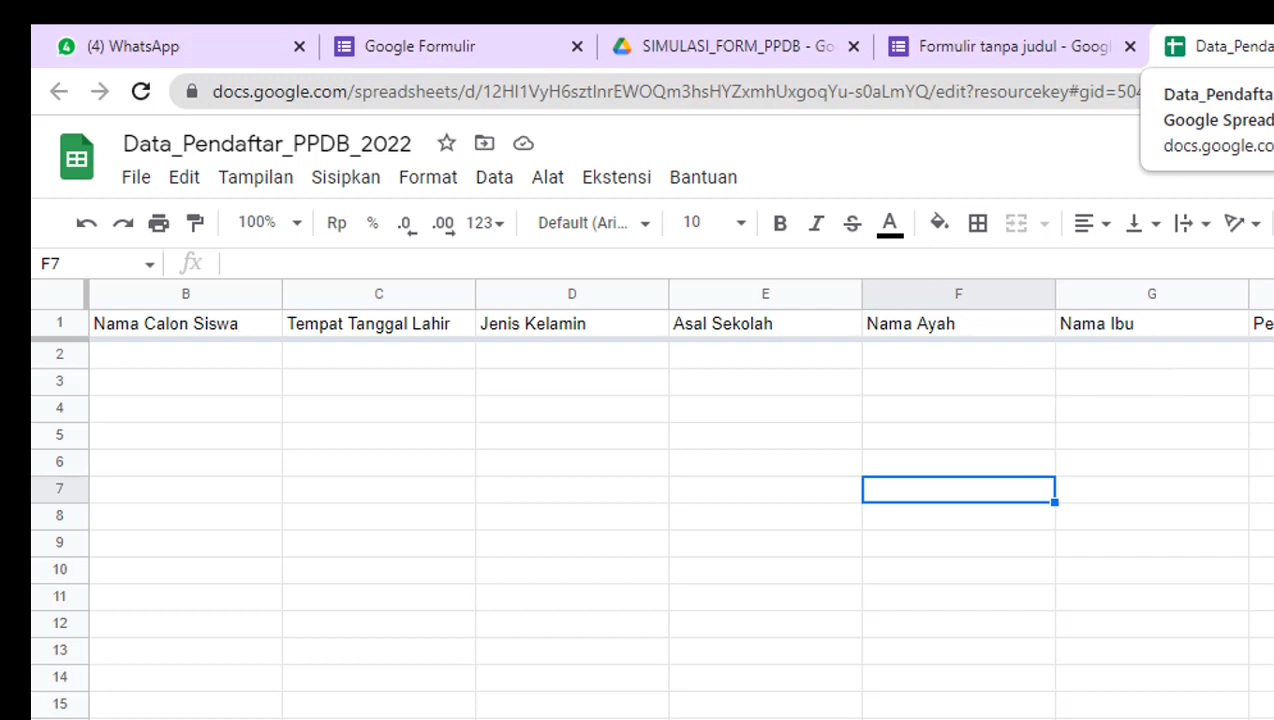 4 (4) WhatsApp Google Formulir SIMULASI_FORM_PPDB - Go Formulir tanpa judul - Googl Data_Penda
docs.google.com/spreadsheets/d/12HI1VyH6sztInrEWOQm3hsHYZxmhUxgoqYu-s0aLmYQ/edit?resourcekey#gid=504
Data_Pendafta
Google Spread
docs.google.co
Data_Pendaftar_PPDB_2022
File Edit Tampilan Sisipkan Format Data Alat Ekstensi Bantuan
100% Rp % .0 .00 123 Default (Ari... 10 B I S A
F7 fx
B C D E F G
1 Nama Calon Siswa Tempat Tanggal Lahir Jenis Kelamin Asal Sekolah Nama Ayah Nama Ibu Pe
2
3
4
5
6
7
8
9
10
11
12
13
14
15